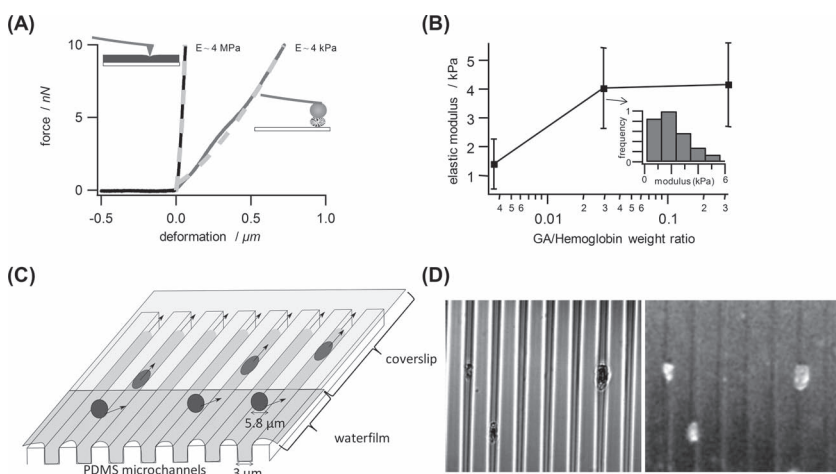 (A)
10
5
0
force / nN
E ~ 4 MPa
E ~ 4 kPa
-0.5
0.0
0.5
1.0
deformation / µm
(B)
5
4
3
2
1
elastic modulus / kPa
1
0
frequency
0
6
modulus (kPa)
4
5 6
0.01
2
3
4
5 6
0.1
2
3
GA/Hemoglobin weight ratio
(C)
coverslip
5.8 µm
waterfilm
PDMS microchannels
3 µm
(D)